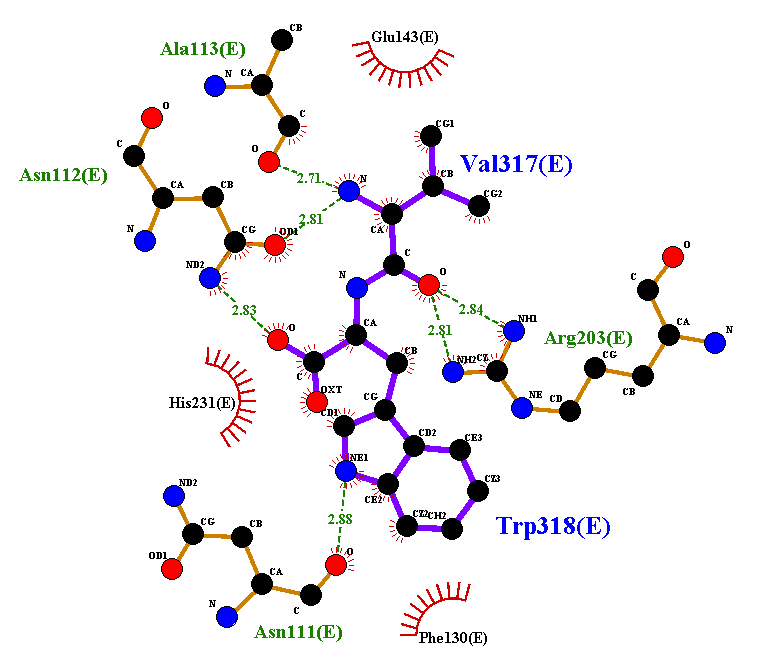 CB
Ala113(E)
Glu143(E)
N
CA
C
O
O
C
Asn112(E)
CA
CB
N
CG
OD1
ND2
2.71
2.81
2.83
CG1
Val317(E)
CB
CG2
N
CA
C
O
N
2.84
2.81
O
CA
CB
C
OXT
CG
CD1
CD2
CE3
NE1
CE2
CZ3
CZ2
CH2
Trp318(E)
O
C
NH1
Arg203(E)
CA
N
NH2
CZ
CG
CB
NE
CD
His231(E)
ND2
CG
CB
OD1
2.88
O
CA
N
C
Asn111(E)
Phe130(E)